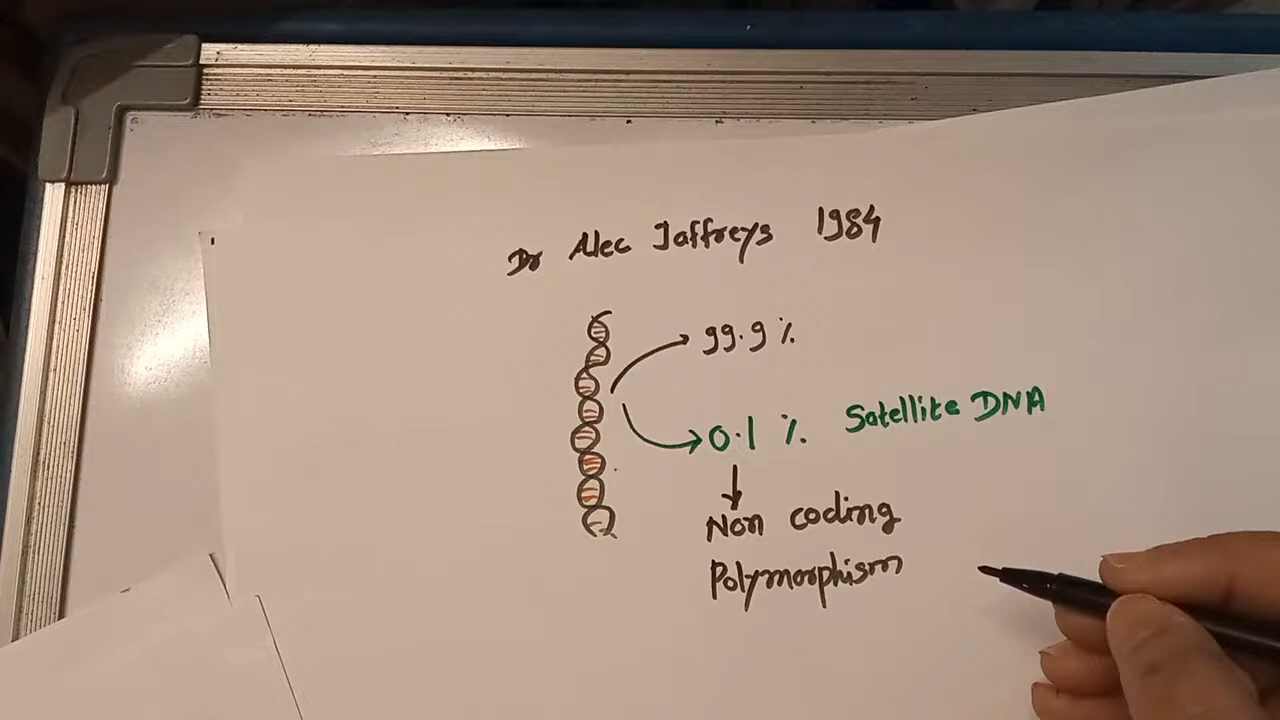 Dr Alec Jaffreys 1984
99.9 %
0.1 % Satellite DNA
Non coding
Polymorphism